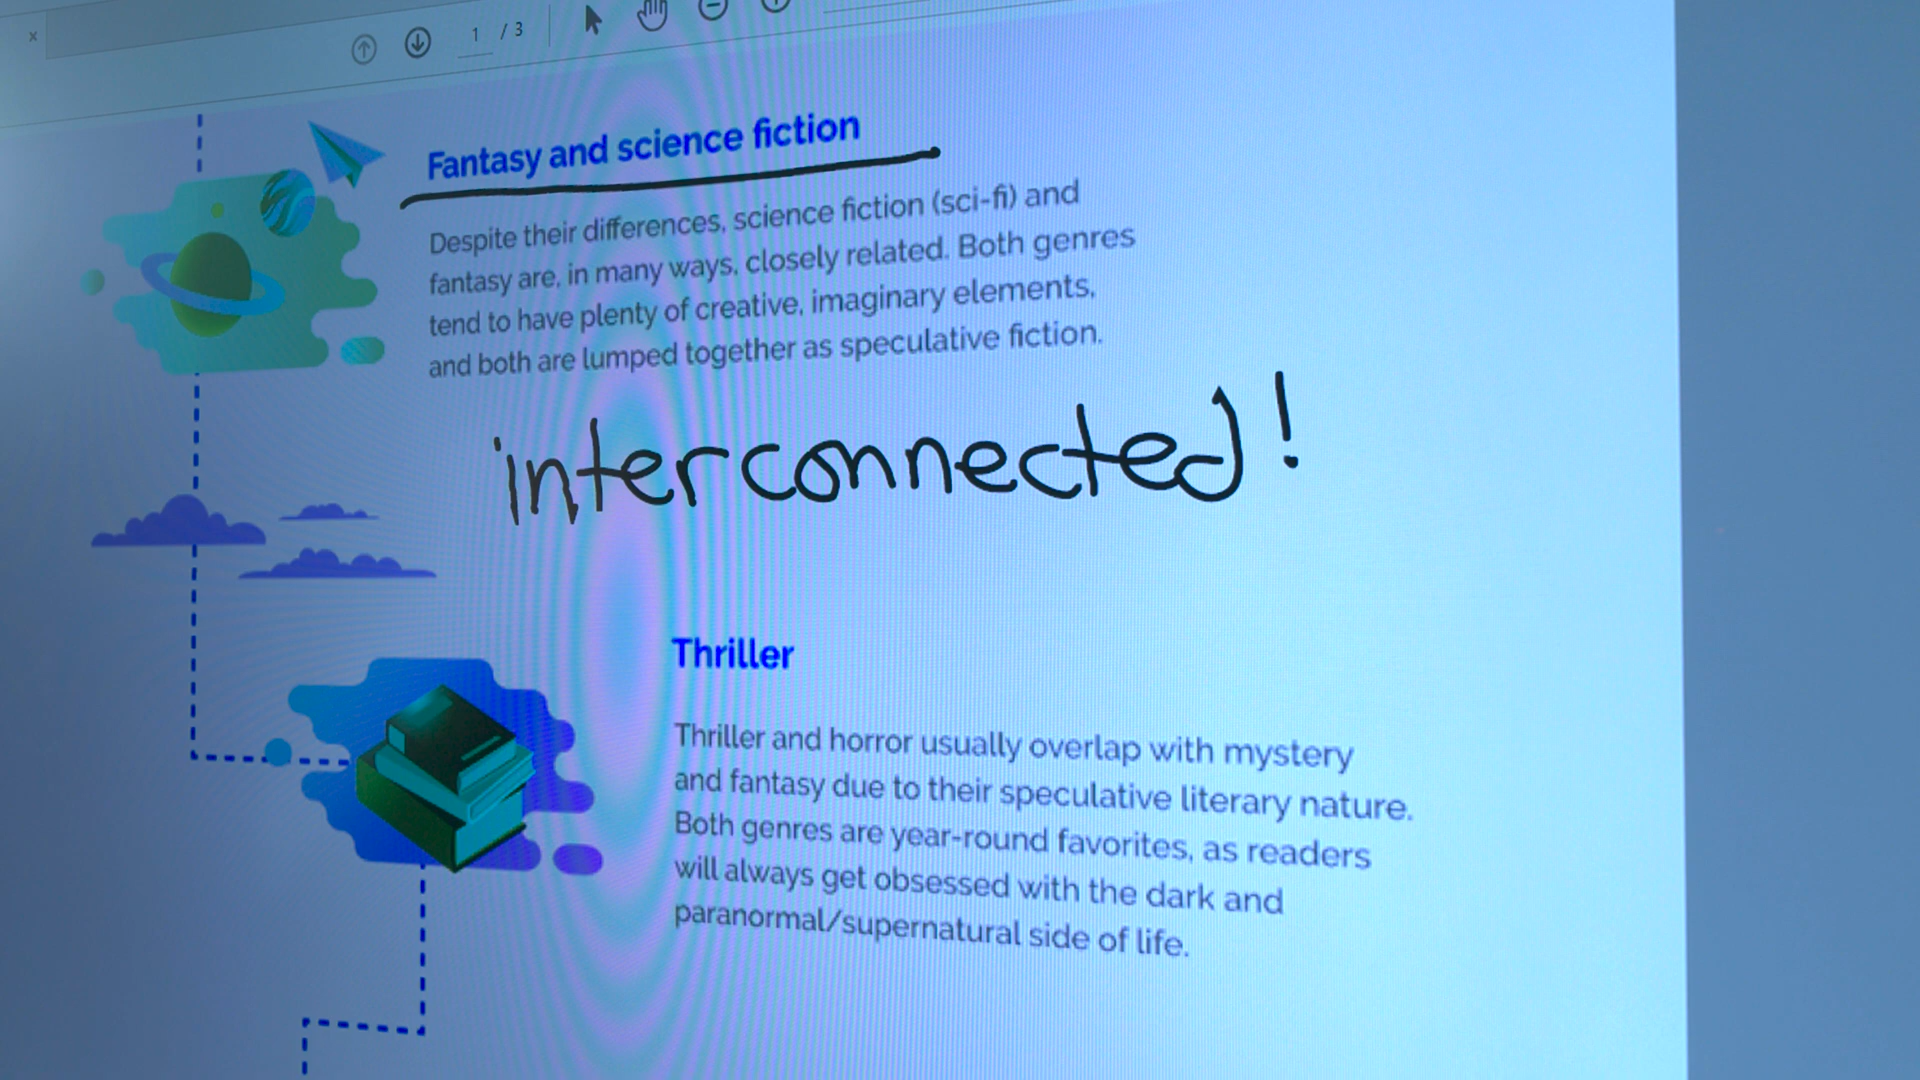 x
1 / 3
Fantasy and science fiction
Despite their differences, science fiction (sci-fi) and
fantasy are, in many ways, closely related. Both genres
tend to have plenty of creative, imaginary elements,
and both are lumped together as speculative fiction.
interconnected!
Thriller
Thriller and horror usually overlap with mystery
and fantasy due to their speculative literary nature.
Both genres are year-round favorites, as readers
will always get obsessed with the dark and
paranormal/supernatural side of life.